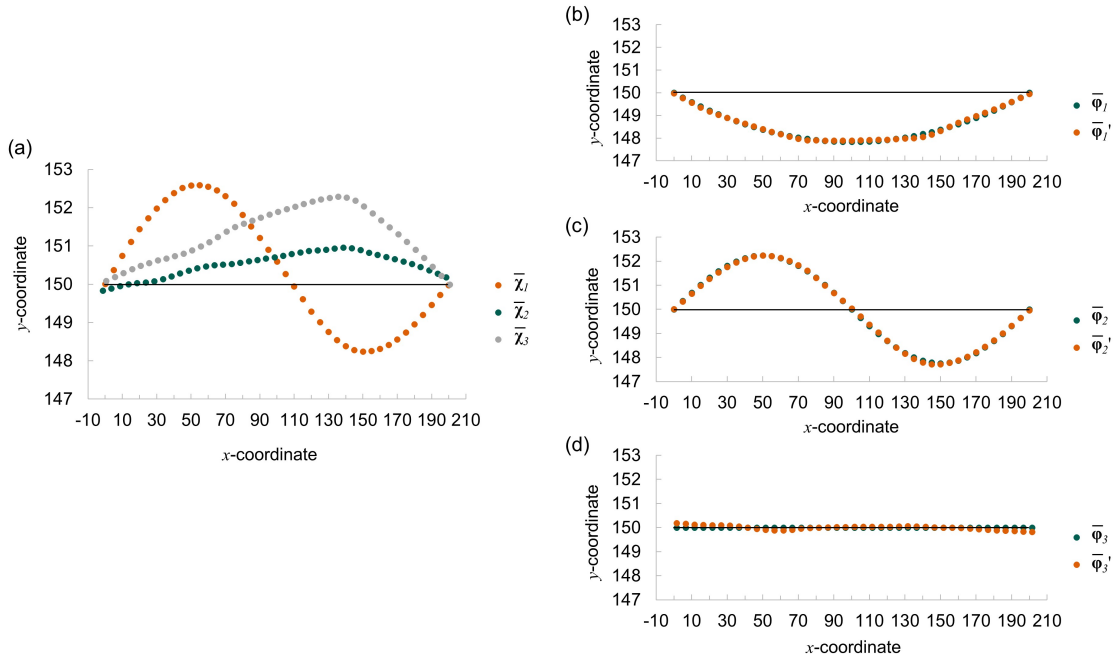 (a)
y-coordinate
153
152
151
150
149
148
147
-10 10 30 50 70 90 110 130 150 170 190 210
x-coordinate
χ̅1
χ̅2
χ̅3
(b)
y-coordinate
153
152
151
150
149
148
147
-10 10 30 50 70 90 110 130 150 170 190 210
x-coordinate
φ̅1
φ̅1'
(c)
y-coordinate
153
152
151
150
149
148
147
-10 10 30 50 70 90 110 130 150 170 190 210
x-coordinate
φ̅2
φ̅2'
(d)
y-coordinate
153
152
151
150
149
148
147
-10 10 30 50 70 90 110 130 150 170 190 210
x-coordinate
φ̅3
φ̅3'